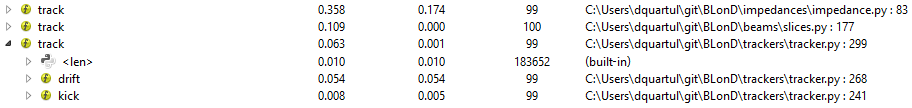 track 0.358 0.174 99 C:\Users\dquartul\git\BLonD\impedances\impedance.py : 83
track 0.109 0.000 100 C:\Users\dquartul\git\BLonD\beams\slices.py : 177
track 0.063 0.001 99 C:\Users\dquartul\git\BLonD\trackers\tracker.py : 299
<len> 0.010 0.010 183652 (built-in)
drift 0.054 0.054 99 C:\Users\dquartul\git\BLonD\trackers\tracker.py : 268
kick 0.008 0.005 99 C:\Users\dquartul\git\BLonD\trackers\tracker.py : 241